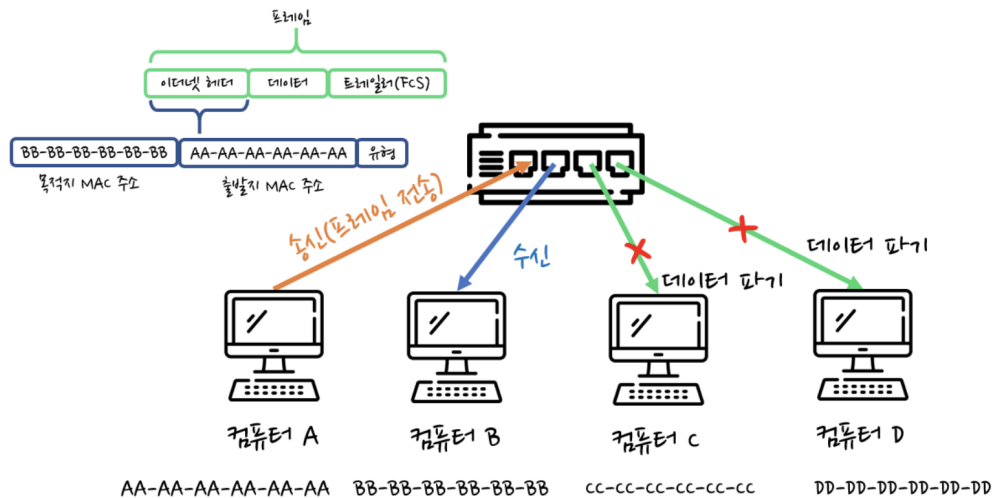 프레임
이더넷 헤더 데이터 트레일러(FCS)
BB-BB-BB-BB-BB-BB AA-AA-AA-AA-AA-AA 유형
목적지 MAC 주소 출발지 MAC 주소
송신(프레임 전송)
수신
데이터 파기
데이터 파기
컴퓨터 A 컴퓨터 B 컴퓨터 C 컴퓨터 D
AA-AA-AA-AA-AA-AA BB-BB-BB-BB-BB-BB CC-CC-CC-CC-CC-CC DD-DD-DD-DD-DD-DD